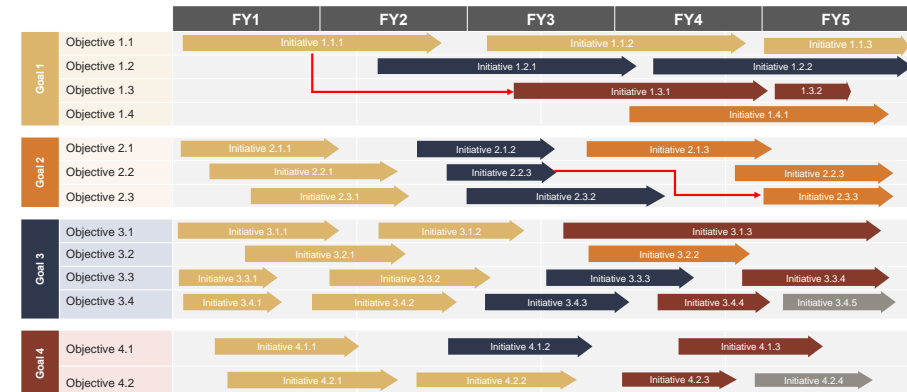 FY1 FY2 FY3 FY4 FY5
Goal 1
Objective 1.1 Initiative 1.1.1 Initiative 1.1.2 Initiative 1.1.3
Objective 1.2 Initiative 1.2.1 Initiative 1.2.2
Objective 1.3 Initiative 1.3.1 1.3.2
Objective 1.4 Initiative 1.4.1
Goal 2
Objective 2.1 Initiative 2.1.1 Initiative 2.1.2 Initiative 2.1.3
Objective 2.2 Initiative 2.2.1 Initiative 2.2.3 Initiative 2.2.3
Objective 2.3 Initiative 2.3.1 Initiative 2.3.2 Initiative 2.3.3
Goal 3
Objective 3.1 Initiative 3.1.1 Initiative 3.1.2 Initiative 3.1.3
Objective 3.2 Initiative 3.2.1 Initiative 3.2.2
Objective 3.3 Initiative 3.3.1 Initiative 3.3.2 Initiative 3.3.3 Initiative 3.3.4
Objective 3.4 Initiative 3.4.1 Initiative 3.4.2 Initiative 3.4.3 Initiative 3.4.4 Initiative 3.4.5
Goal 4
Objective 4.1 Initiative 4.1.1 Initiative 4.1.2 Initiative 4.1.3
Objective 4.2 Initiative 4.2.1 Initiative 4.2.2 Initiative 4.2.3 Initiative 4.2.4